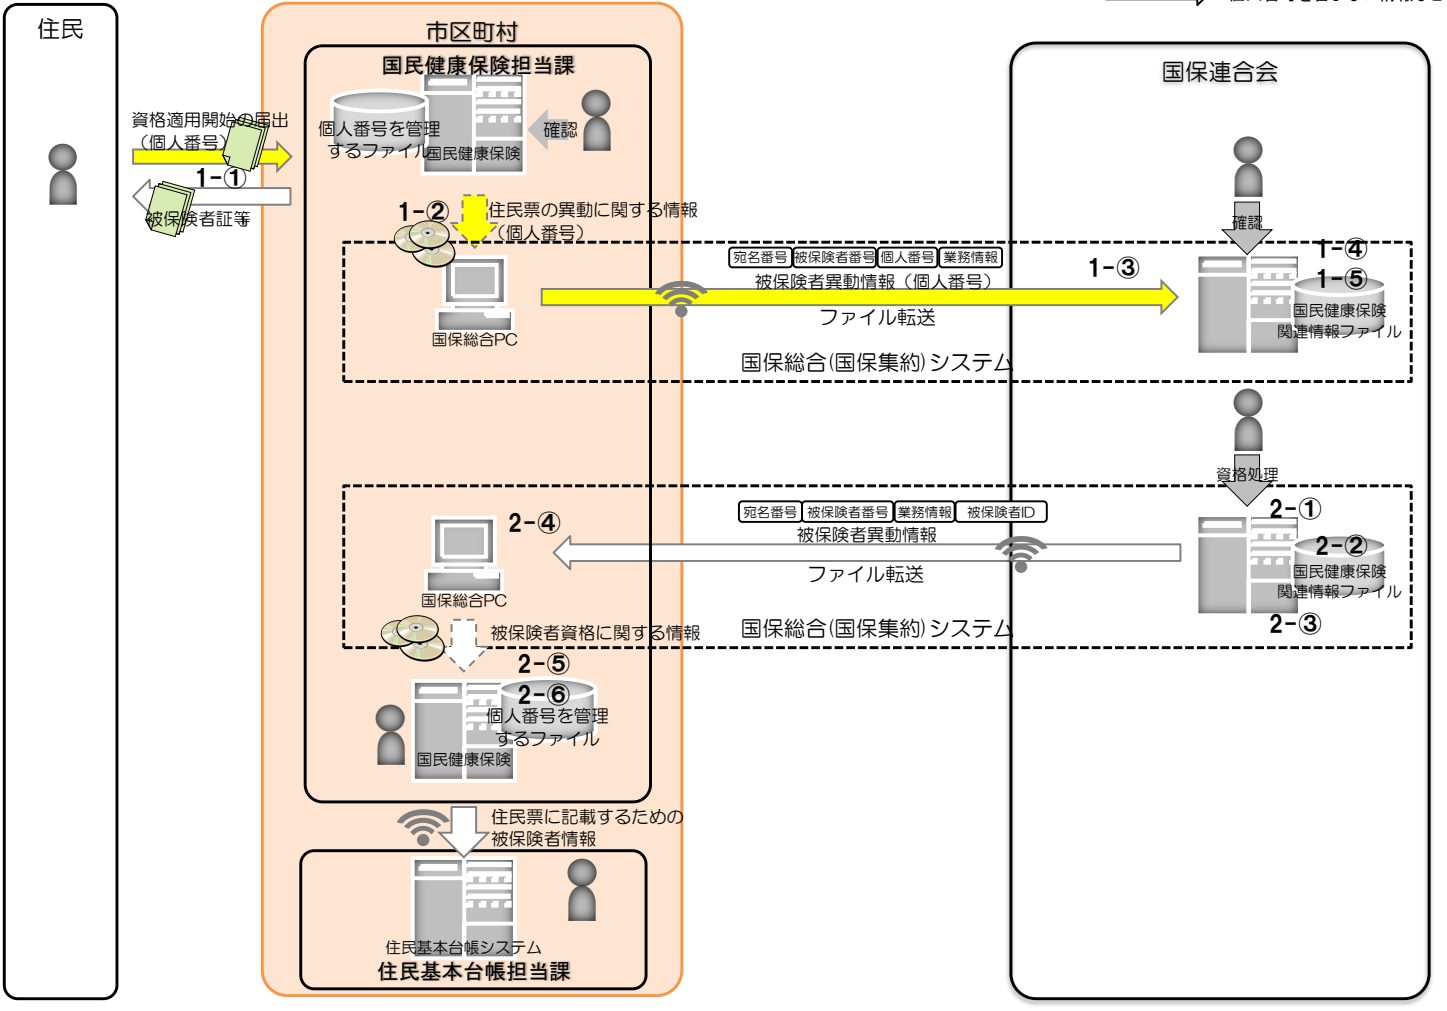 住民
市区町村
国民健康保険担当課
国保連合会
資格適用開始の届出
（個人番号）
1-①
被保険者証等
個人番号を管理
するファイル
国民健康保険
確認
1-②
住民票の異動に関する情報
（個人番号）
国保総合PC
宛名番号 被保険者番号 個人番号 業務情報
被保険者異動情報（個人番号）
ファイル転送
1-③
国保総合(国保集約)システム
確認
1-④
1-⑤
国民健康保険
関連情報ファイル
資格処理
2-①
2-②
国民健康保険
関連情報ファイル
2-③
宛名番号 被保険者番号 業務情報 被保険者ID
被保険者異動情報
ファイル転送
国保総合(国保集約)システム
2-④
国保総合PC
被保険者資格に関する情報
2-⑤
2-⑥
個人番号を管理
するファイル
国民健康保険
住民票に記載するための
被保険者情報
住民基本台帳システム
住民基本台帳担当課